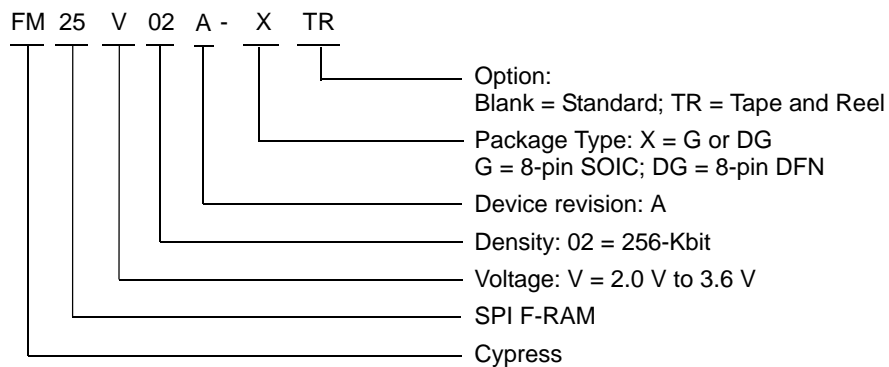 FM 25 V 02 A - X TR
Option:
Blank = Standard; TR = Tape and Reel
Package Type: X = G or DG
G = 8-pin SOIC; DG = 8-pin DFN
Device revision: A
Density: 02 = 256-Kbit
Voltage: V = 2.0 V to 3.6 V
SPI F-RAM
Cypress